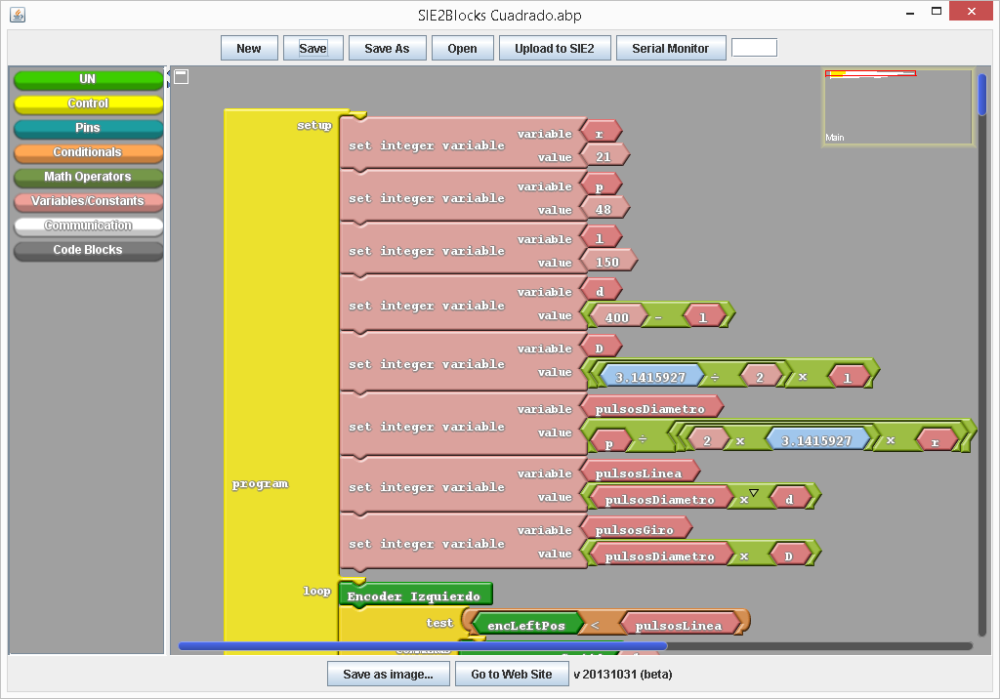 SIE2Blocks Cuadrado.abp
New Save Save As Open Upload to SIE2 Serial Monitor
UN
Control
Pins
Conditionals
Math Operators
Variables/Constants
Communication
Code Blocks
Main
program
setup
set integer variable variable r
value 21
set integer variable variable p
value 48
set integer variable variable l
value 150
set integer variable variable d
value 400 - l
set integer variable variable D
value 3.1415927 ÷ 2 x l
set integer variable variable pulsosDiametro
value p ÷ 2 x 3.1415927 x r
set integer variable variable pulsosLinea
value pulsosDiametro x d
set integer variable variable pulsosGiro
value pulsosDiametro x D
loop Encoder Izquierdo
test encLeftPos < pulsosLinea
Save as image... Go to Web Site v 20131031 (beta)